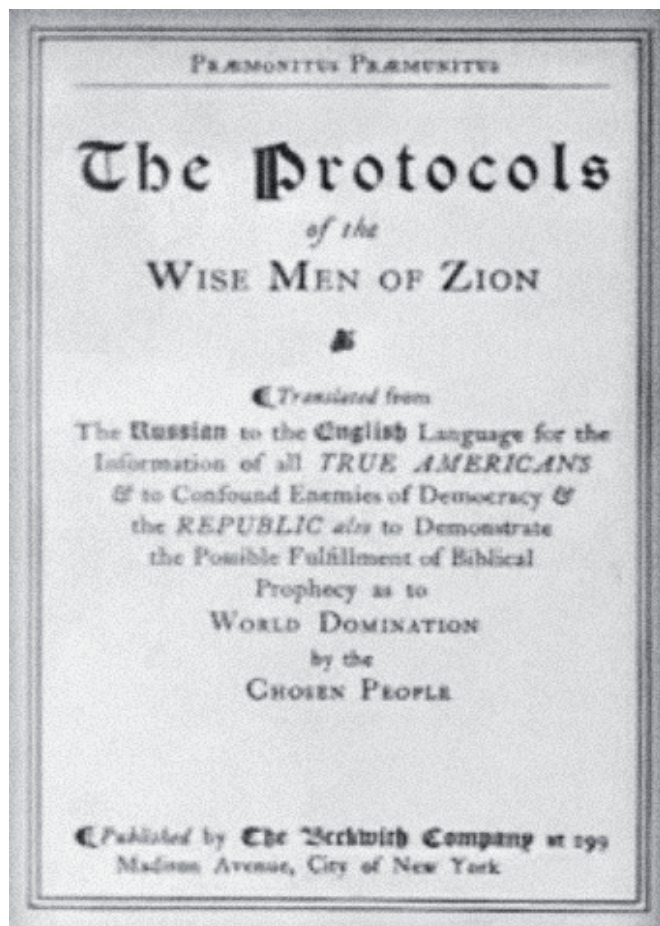 PRÆMONITUS PRÆMUNITUS
The Protocols
of the
WISE MEN OF ZION
Translated from
The Russian to the English Language for the
Information of all TRUE AMERICANS
& to Confound Enemies of Democracy &
the REPUBLIC also to Demonstrate
the Possible Fulfillment of Biblical
Prophecy as to
WORLD DOMINATION
by the
CHOSEN PEOPLE
Published by The Beckwith Company at 299
Madison Avenue, City of New York